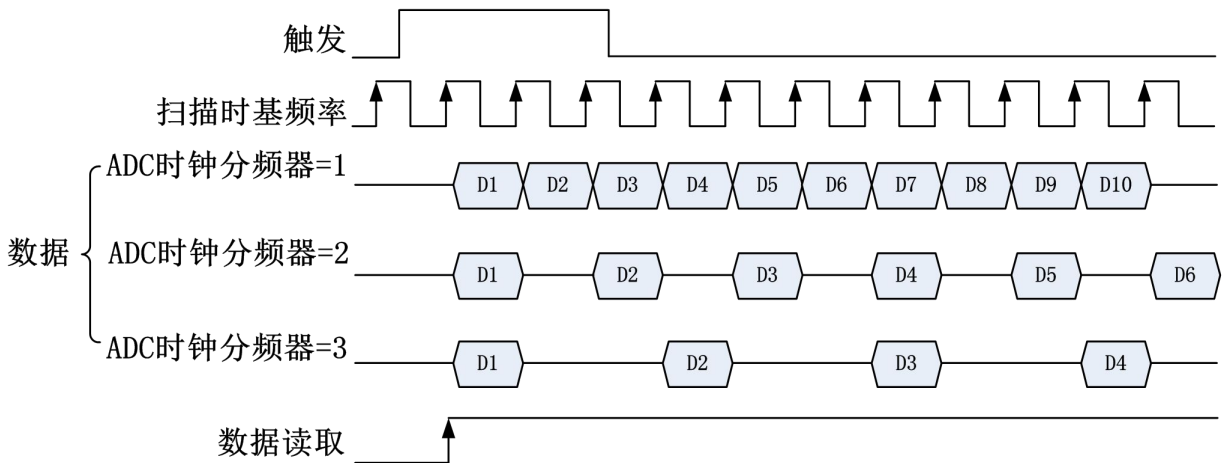 触发
扫描时基频率
数据
ADC时钟分频器=1
D1 D2 D3 D4 D5 D6 D7 D8 D9 D10
ADC时钟分频器=2
D1 D2 D3 D4 D5 D6
ADC时钟分频器=3
D1 D2 D3 D4
数据读取